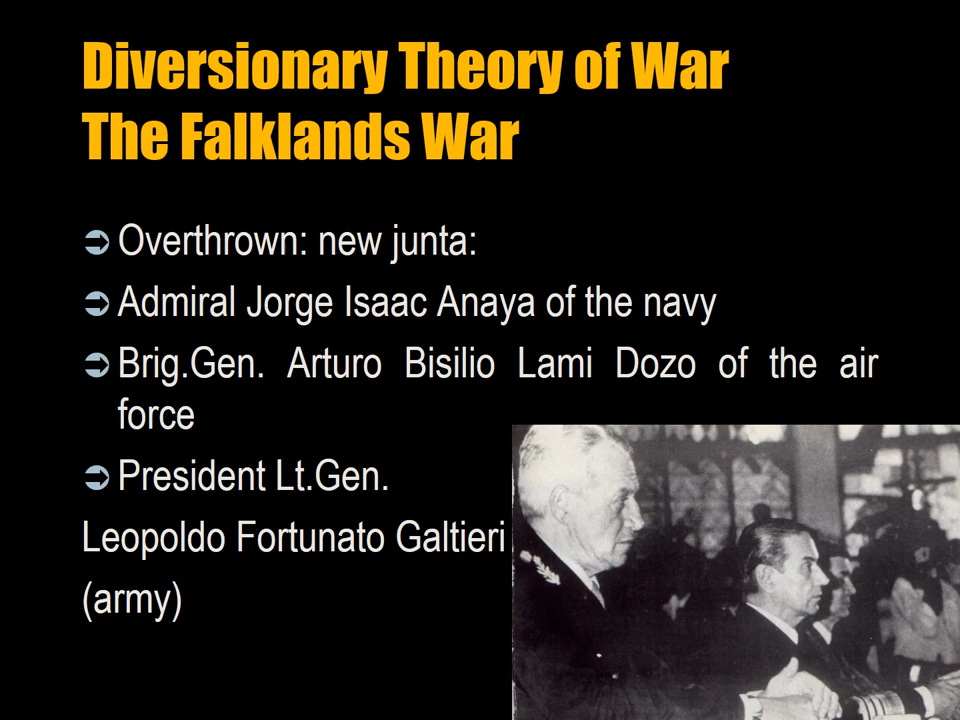 Diversionary Theory of War
The Falklands War
Overthrown: new junta:
Admiral Jorge Isaac Anaya of the navy
Brig.Gen. Arturo Bisilio Lami Dozo of the air
force
President Lt.Gen.
Leopoldo Fortunato Galtieri
(army)